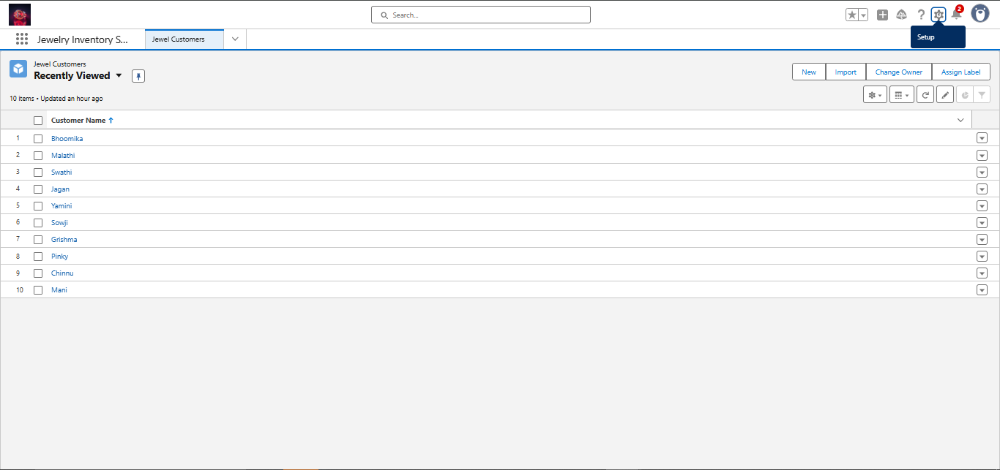 Search...
2
Jewelry Inventory S...
Jewel Customers
Setup
Jewel Customers
Recently Viewed
New
Import
Change Owner
Assign Label
10 items • Updated an hour ago
Customer Name
1 Bhoomika
2 Malathi
3 Swathi
4 Jagan
5 Yamini
6 Sowji
7 Grishma
8 Pinky
9 Chinnu
10 Mani